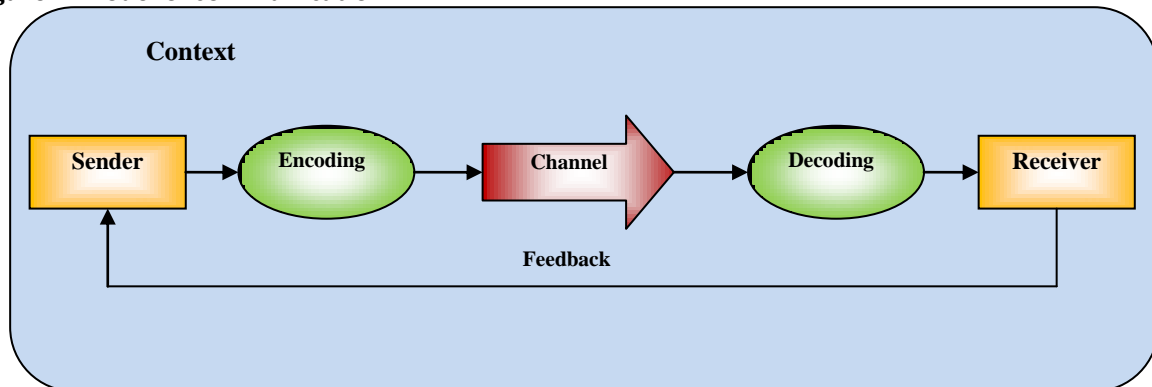 Context
Sender
Encoding
Channel
Decoding
Receiver
Feedback